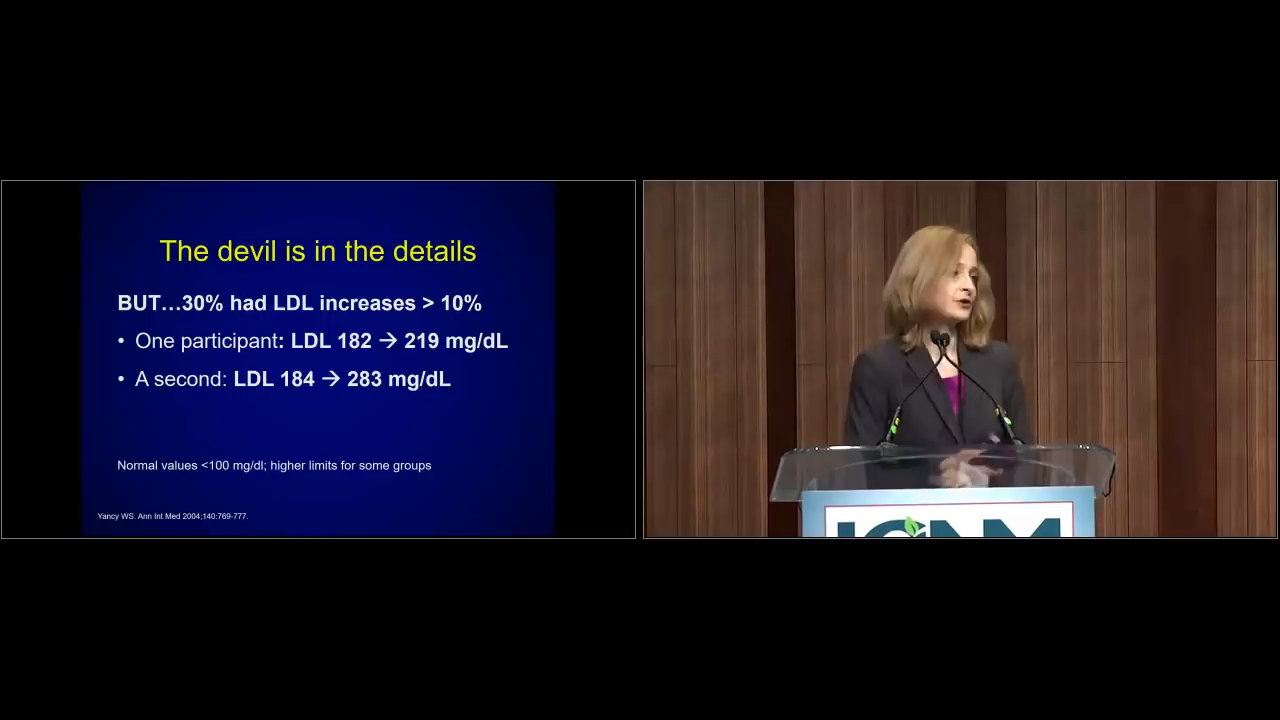 The devil is in the details
BUT…30% had LDL increases > 10%
• One participant: LDL 182 → 219 mg/dL
• A second: LDL 184 → 283 mg/dL
Normal values <100 mg/dl; higher limits for some groups
Yancy WS. Ann Int Med 2004;140:769-777.
ICNM